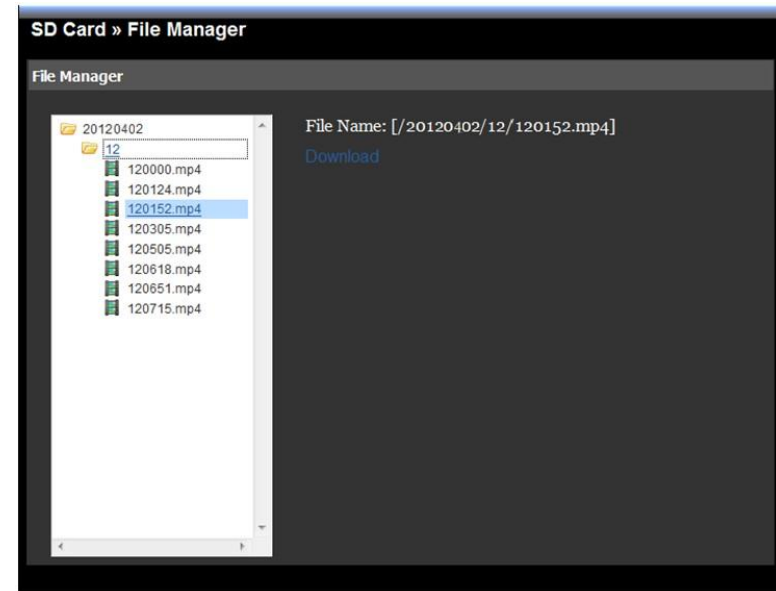 SD Card » File Manager
File Manager
20120402
12
120000.mp4
120124.mp4
120152.mp4
120305.mp4
120505.mp4
120618.mp4
120651.mp4
120715.mp4
File Name: [/20120402/12/120152.mp4]
Download